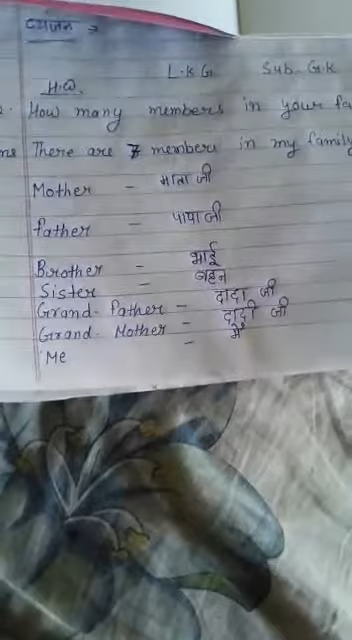 व्यंजन →
L.k.G Sub. G.K
H.W.
How many members in your
There are 7 members in my family
Mother - माता जी
Father - पापा जी
Brother - भाई
Sister - बहन
Grand-Father - दादा जी
Grand-Mother - दादी जी
Me - मैं